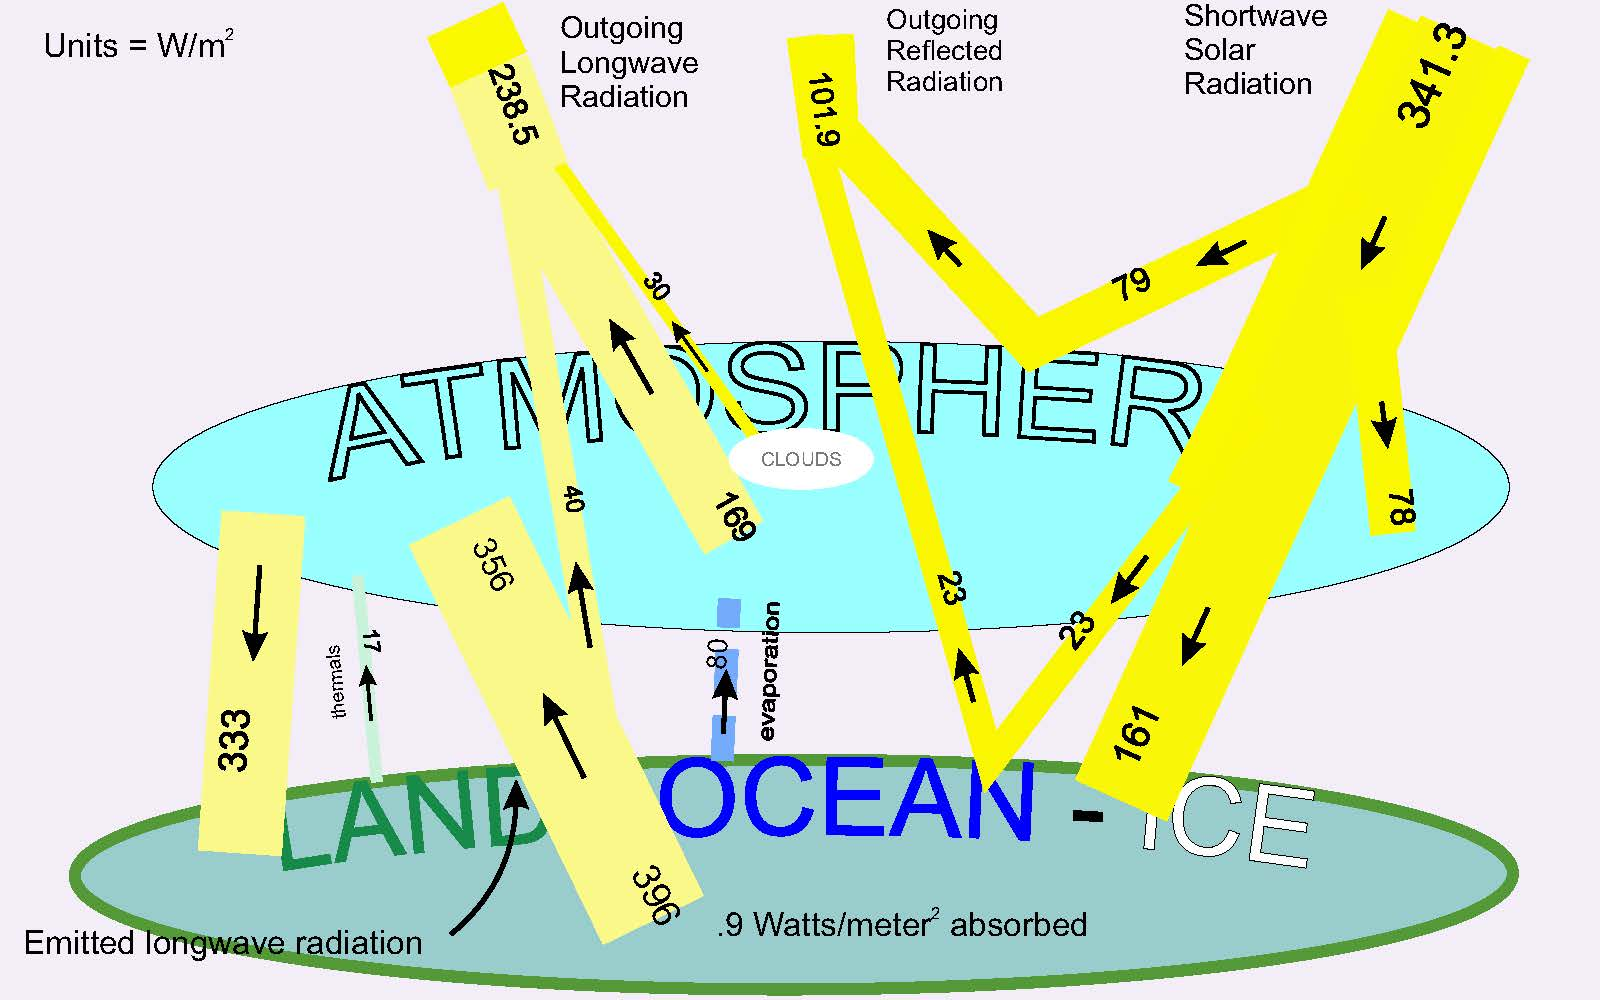 Units = W/m²
Outgoing
Longwave
Radiation
Outgoing
Reflected
Radiation
Shortwave
Solar
Radiation
238.5
101.9
341.3
30
79
ATMOSPHER
CLOUDS
40
169
78
356
23
23
333
thermals
17
80
evaporation
161
LAND OCEAN - ICE
396
.9 Watts/meter² absorbed
Emitted longwave radiation